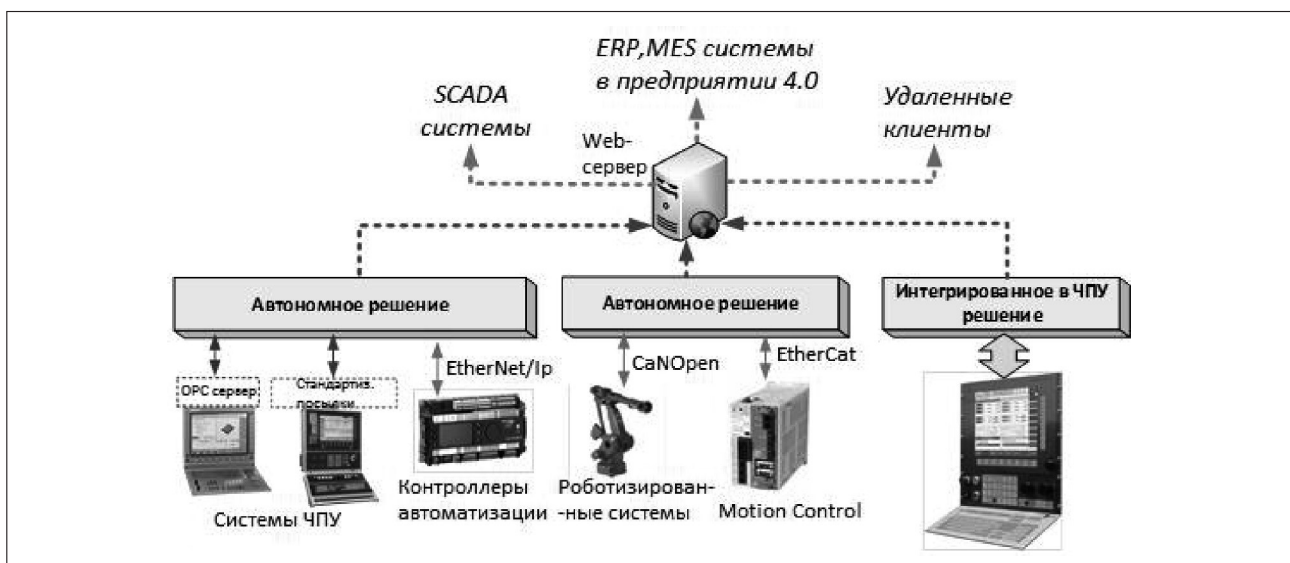 ERP,MES системы
в предприятии 4.0
SCADA
системы
Удаленные
клиенты
Web-
сервер
Автономное решение
Автономное решение
Интегрированное в ЧПУ
решение
EtherNet/Ip
CaNOpen
EtherCat
OPC сервер
Стандартиз.
посылки
Контроллеры
автоматизации
Роботизирован-
-ные системы
Motion Control
Системы ЧПУ